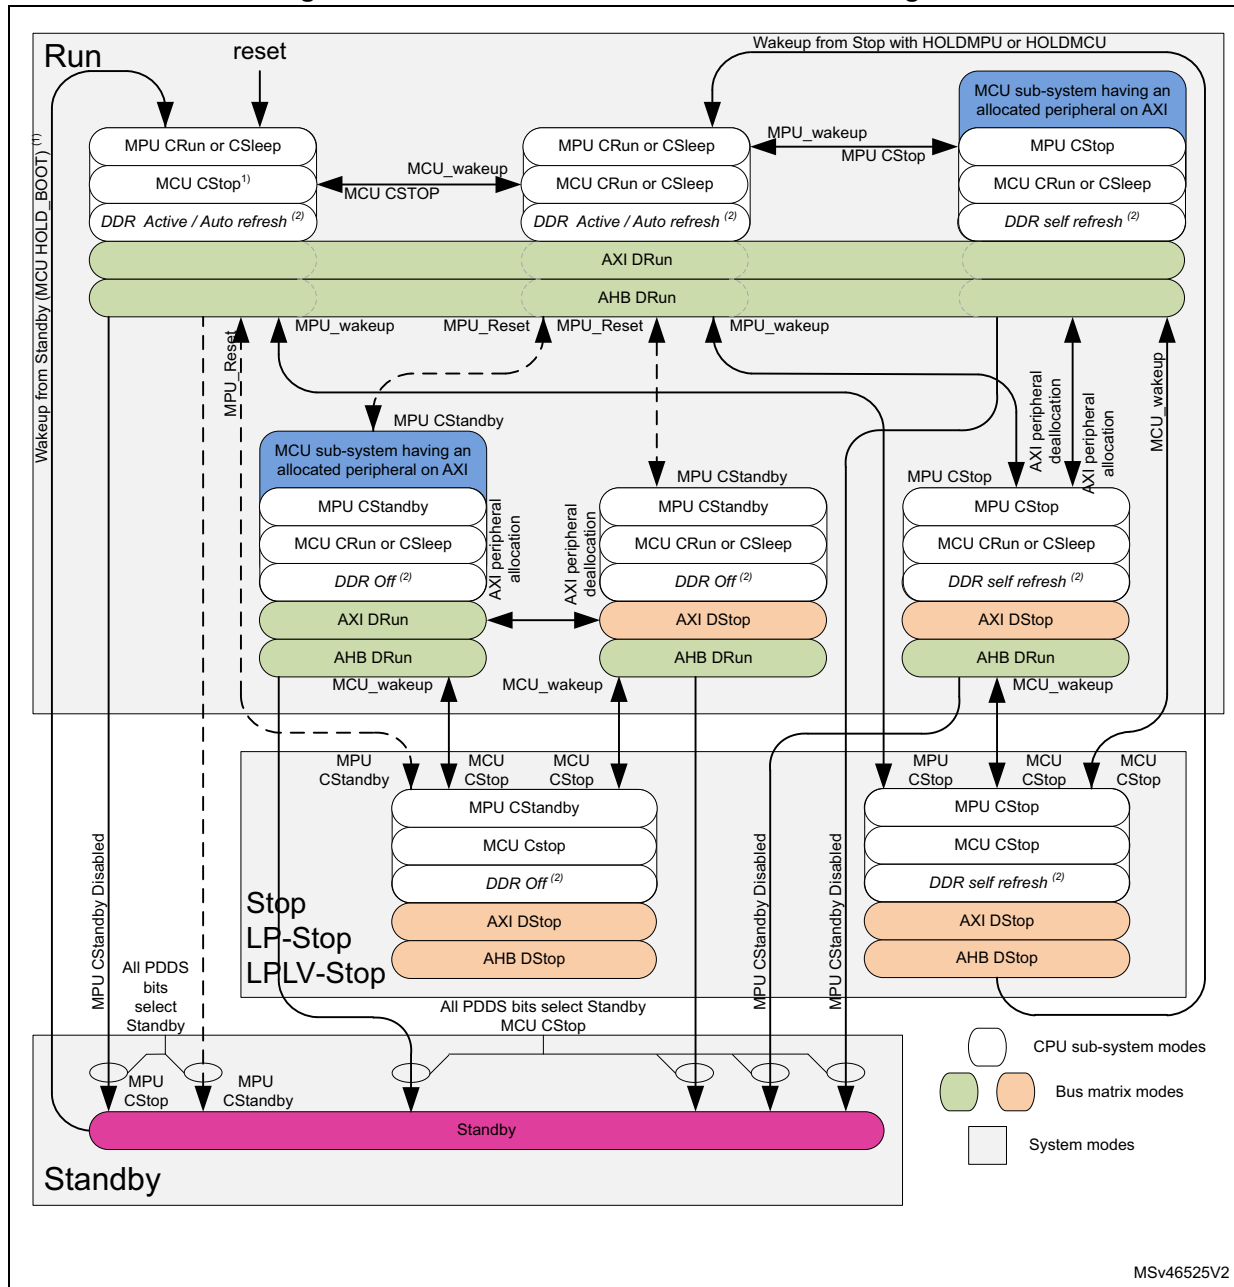 Run
reset
Wakeup from Stop with HOLDMPU or HOLDMCU
MCU sub-system having an
allocated peripheral on AXI
Wakeup from Standby (MCU HOLD_BOOT) (1)
MPU CRun or CSleep
MCU CStop1)
DDR Active / Auto refresh (2)
MCU_wakeup
MCU CSTOP
MPU CRun or CSleep
MCU CRun or CSleep
DDR Active / Auto refresh (2)
MPU_wakeup
MPU CStop
MPU CStop
MCU CRun or CSleep
DDR self refresh (2)
AXI DRun
AHB DRun
MPU_Reset
MPU_wakeup
MPU_Reset
MPU_Reset
MPU_wakeup
AXI peripheral
deallocation
AXI peripheral
allocation
MCU_wakeup
MPU CStandby
MCU sub-system having an
allocated peripheral on AXI
MPU CStandby
MCU CRun or CSleep
DDR Off (2)
AXI DRun
AHB DRun
AXI peripheral
allocation
AXI peripheral
deallocation
MPU CStandby
MPU CStandby
MCU CRun or CSleep
DDR Off (2)
AXI DStop
AHB DRun
MPU CStop
MPU CStop
MCU CRun or CSleep
DDR self refresh (2)
AXI DStop
AHB DRun
MCU_wakeup
MCU_wakeup
MCU_wakeup
MPU
CStandby
MCU
CStop
MCU
CStop
MPU
CStop
MCU
CStop
MCU
CStop
MPU CStandby
MCU Cstop
DDR Off (2)
AXI DStop
AHB DStop
MPU CStop
MCU CStop
DDR self refresh (2)
AXI DStop
AHB DStop
Stop
LP-Stop
LPLV-Stop
MPU CStandby Disabled
MPU CStandby Disabled
MPU CStandby Disabled
All PDDS
bits
select
Standby
All PDDS bits select Standby
MCU CStop
MPU
CStop
MPU
CStandby
Standby
Standby
CPU sub-system modes
Bus matrix modes
System modes
MSv46525V2